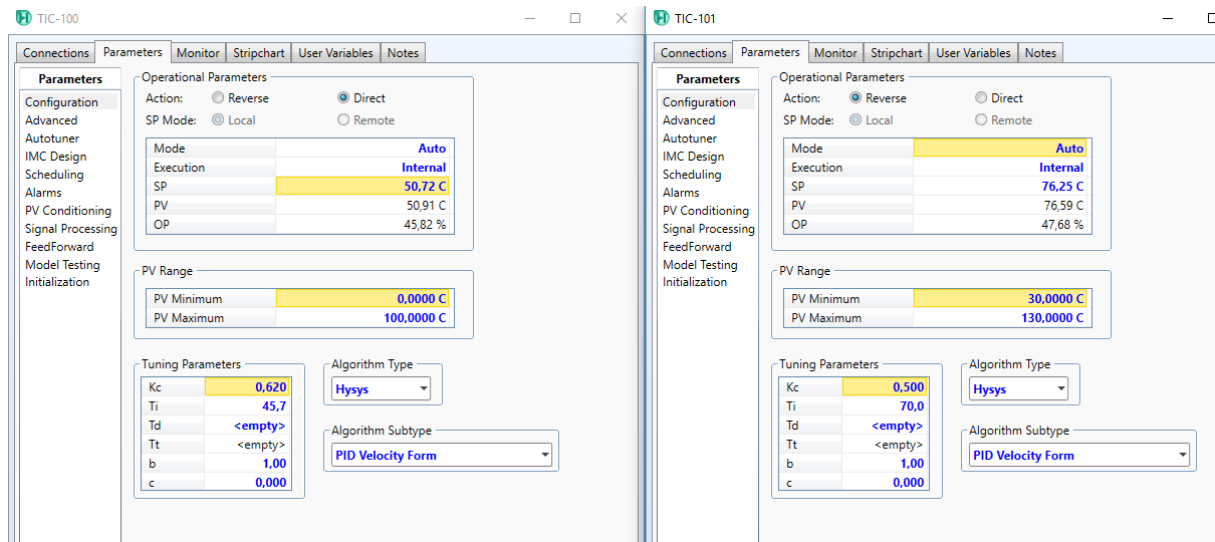 TIC-100
Connections Parameters Monitor Stripchart User Variables Notes
Parameters
Configuration
Advanced
Autotuner
IMC Design
Scheduling
Alarms
PV Conditioning
Signal Processing
FeedForward
Model Testing
Initialization
Operational Parameters
Action: Reverse Direct
SP Mode: Local Remote
Mode Auto
Execution Internal
SP 50,72 C
PV 50,91 C
OP 45,82 %
PV Range
PV Minimum 0,0000 C
PV Maximum 100,0000 C
Tuning Parameters
Kc 0,620
Ti 45,7
Td <empty>
Tt <empty>
b 1,00
c 0,000
Algorithm Type
Hysys
Algorithm Subtype
PID Velocity Form
TIC-101
Connections Parameters Monitor Stripchart User Variables Notes
Parameters
Configuration
Advanced
Autotuner
IMC Design
Scheduling
Alarms
PV Conditioning
Signal Processing
FeedForward
Model Testing
Initialization
Operational Parameters
Action: Reverse Direct
SP Mode: Local Remote
Mode Auto
Execution Internal
SP 76,25 C
PV 76,59 C
OP 47,68 %
PV Range
PV Minimum 30,0000 C
PV Maximum 130,0000 C
Tuning Parameters
Kc 0,500
Ti 70,0
Td <empty>
Tt <empty>
b 1,00
c 0,000
Algorithm Type
Hysys
Algorithm Subtype
PID Velocity Form